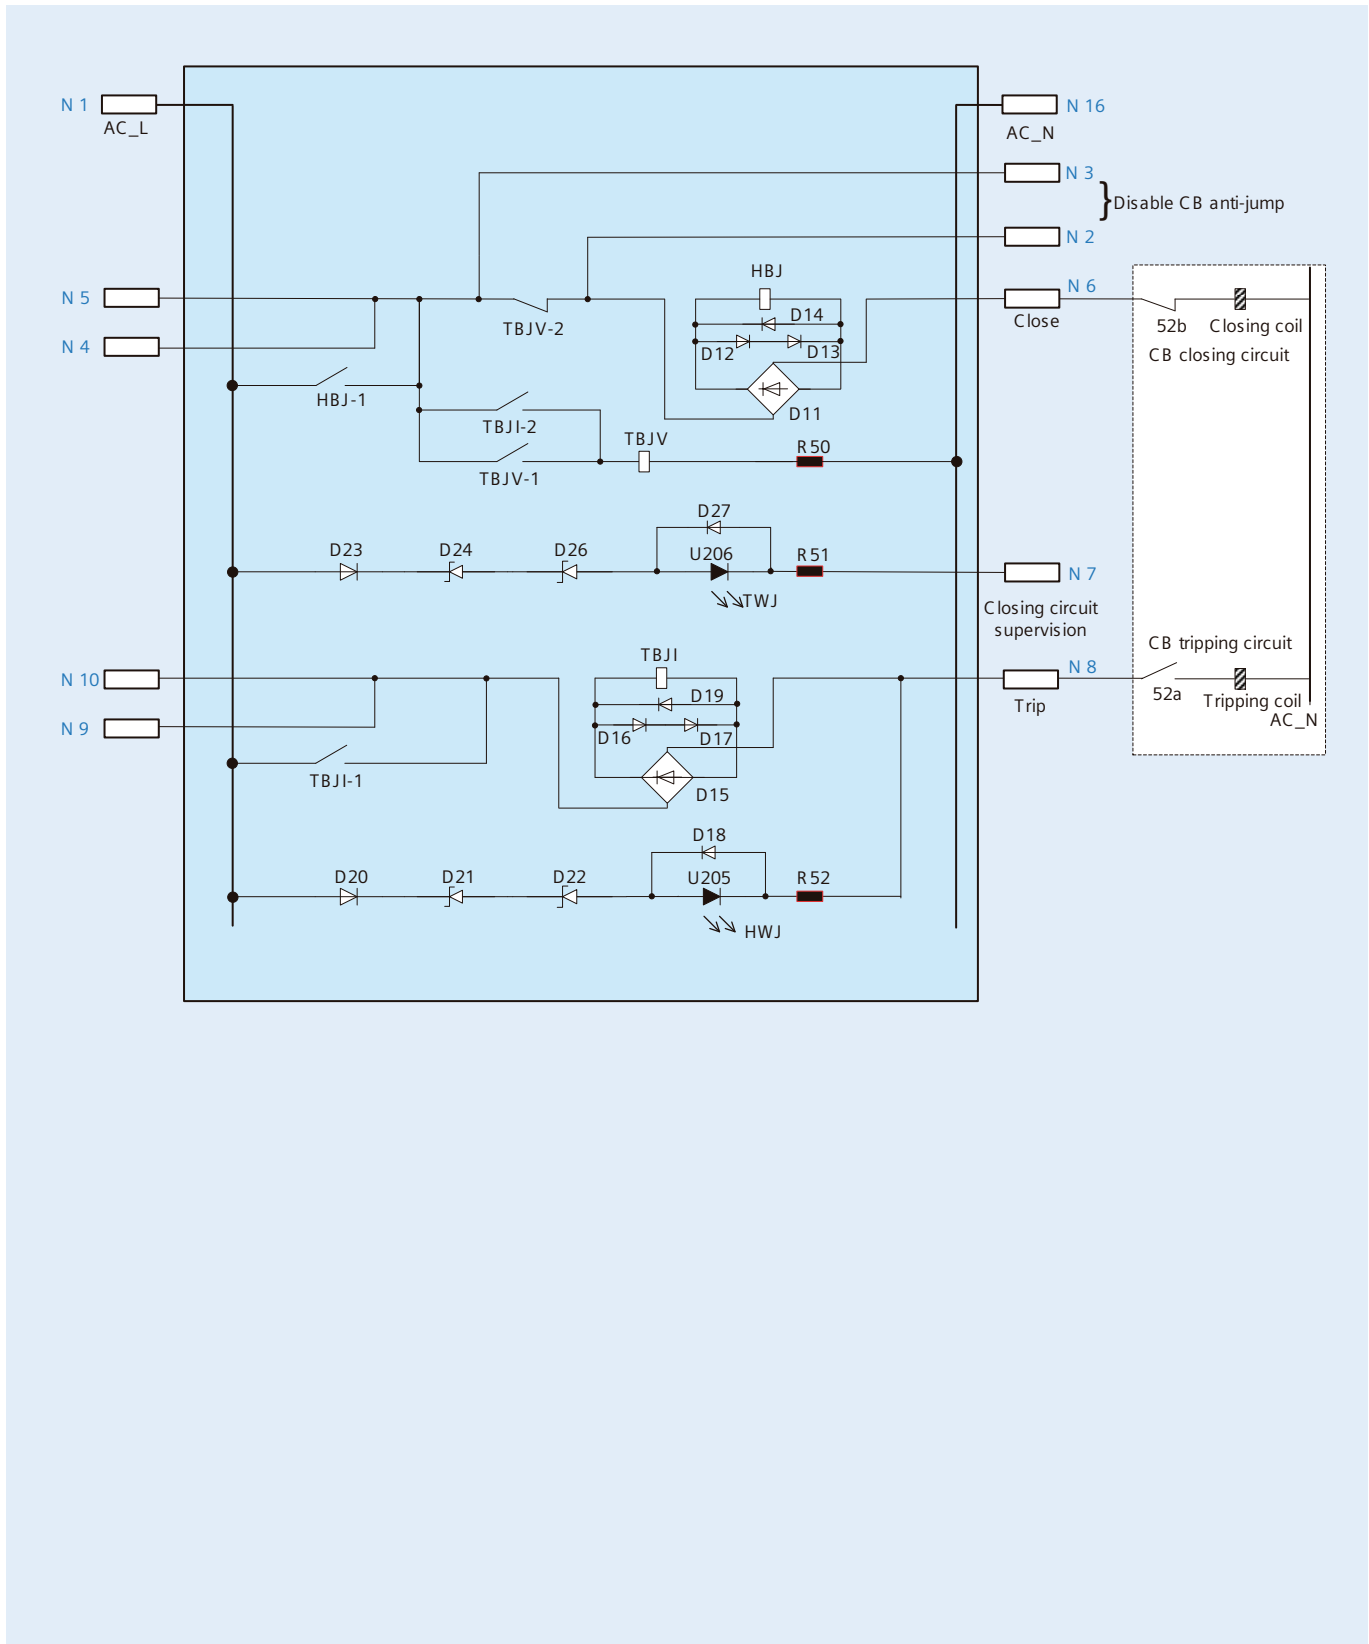 N 1
AC_L
N 16
AC_N
N 3
Disable CB anti-jump
N 2
HBJ
N 6
N 5
D14
Close
TBJV-2
52b
Closing coil
N 4
D12
D13
CB closing circuit
HBJ-1
D11
TBJI-2
TBJV
R50
TBJV-1
D27
D23
D24
D26
U206
R51
N 7
TWJ
Closing circuit
supervision
CB tripping circuit
TBJI
N 8
N 10
D19
52a
Tripping coil
Trip
AC_N
N 9
D16
D17
TBJI-1
D15
D18
D20
D21
D22
U205
R52
HWJ